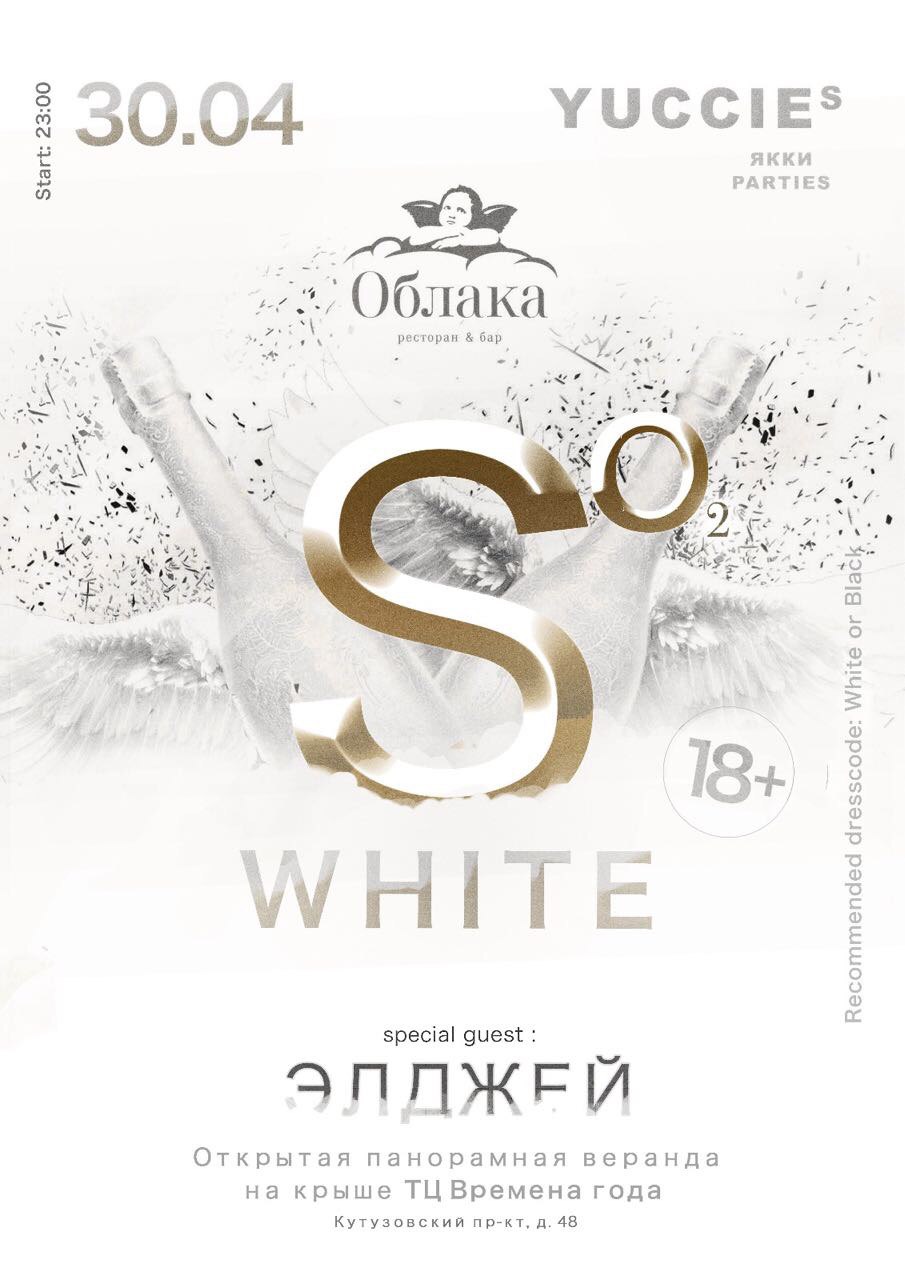 Start: 23:00
30.04
YUCCIES
ЯККИ
PARTIES
Облака
ресторан & бар
SO2
WHITE
18+
Recommended dresscode: White or Black
special guest :
ЭЛДЖЕЙ
Открытая панорамная веранда
на крыше ТЦ Времена года
Кутузовский пр-кт, д. 48